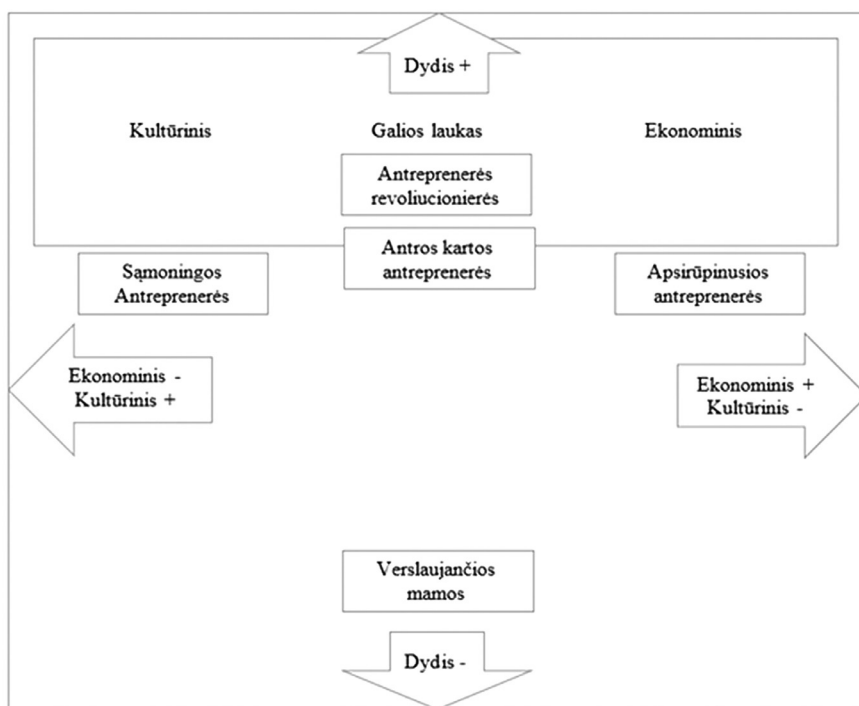 Dydis +
Kultūrinis
Galios laukas
Ekonominis
Antreprenerės
revoliucionierės
Antros kartos
antreprenerės
Sąmoningos
Antreprenerės
Apsirūpinusios
antreprenerės
Ekonominis -
Kultūrinis +
Ekonominis +
Kultūrinis -
Verslaujančios
mamos
Dydis -